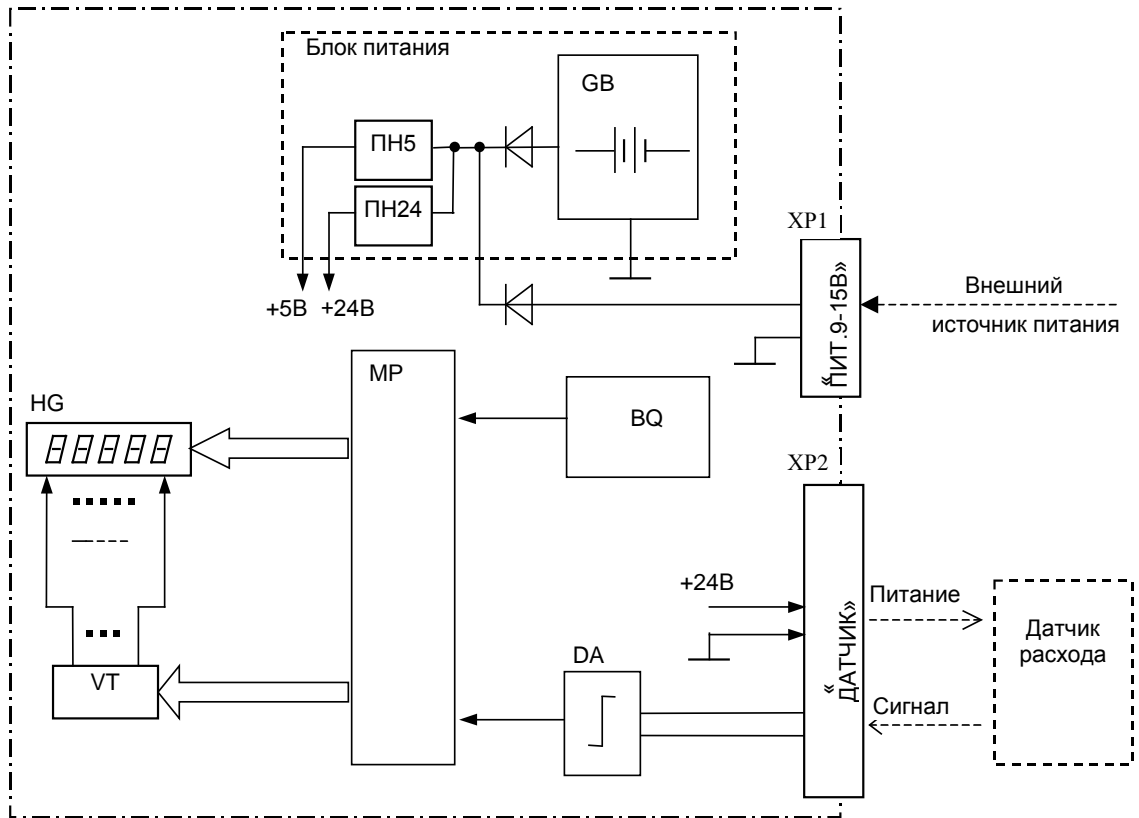 Блок питания
GB
ПН5
ПН24
XP1
+5В +24В
«ПИТ.9-15В»
Внешний
источник питания
MP
HG
BQ
88888
XP2
+24В
«ДАТЧИК»
Питание
Датчик
расхода
DA
VT
Сигнал